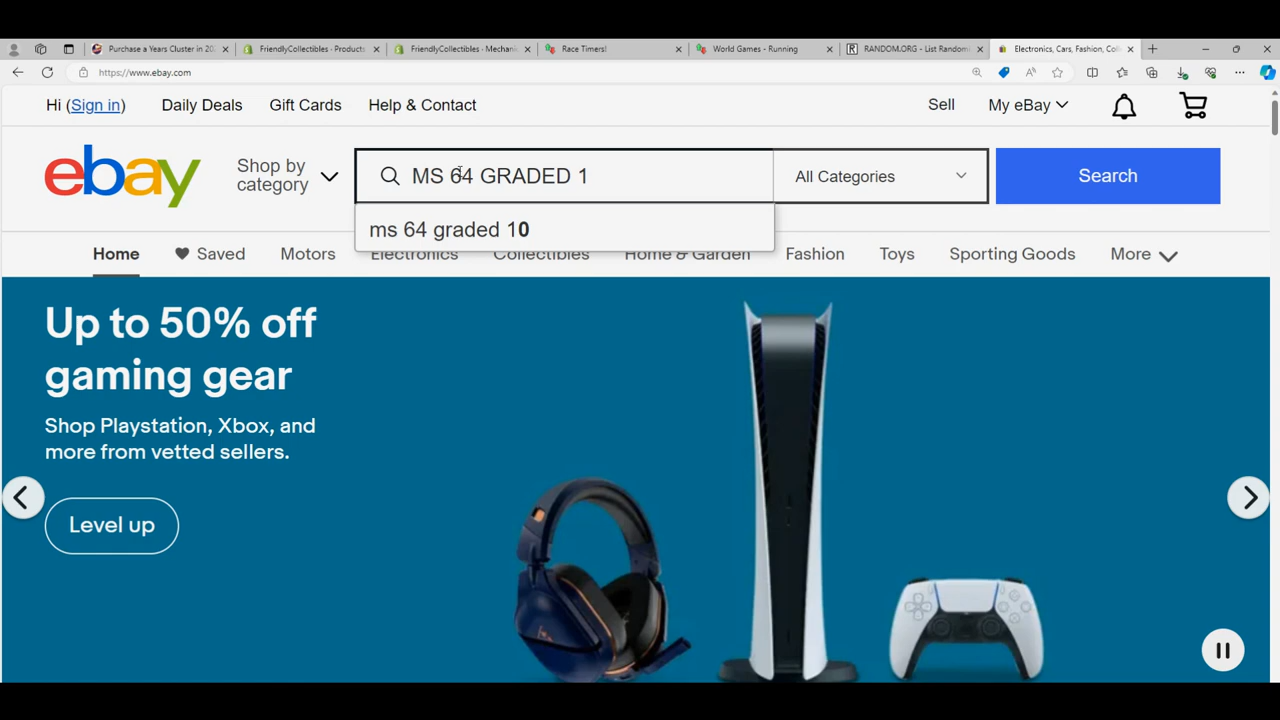 Purchase a Years Cluster in 20
FriendlyCollectibles · Products
FriendlyCollectibles · Mechanic
Race Timers!
World Games - Running
RANDOM.ORG - List Randomi
Electronics, Cars, Fashion, Coll
https://www.ebay.com
Hi (Sign in) Daily Deals Gift Cards Help & Contact Sell My eBay
ebay Shop by category MS 64 GRADED 1 All Categories Search
ms 64 graded 10
Home Saved Motors Electronics Collectibles Home & Garden Fashion Toys Sporting Goods More
Up to 50% off
gaming gear
Shop Playstation, Xbox, and
more from vetted sellers.
Level up